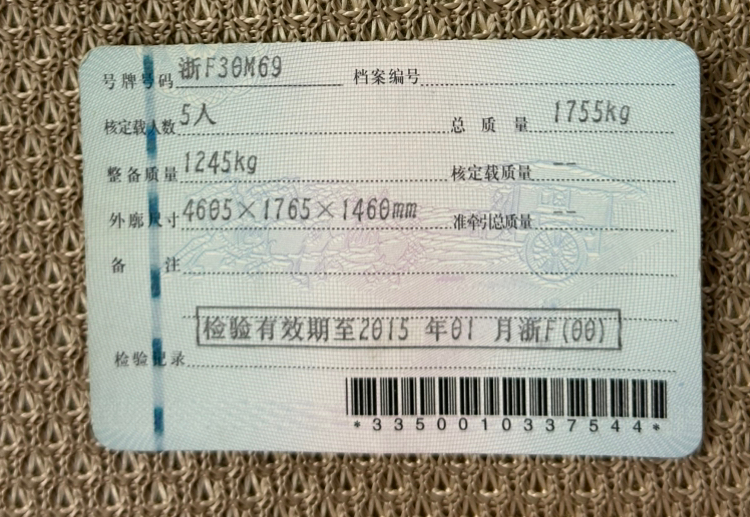 号牌号码 浙F30M69 档案编号
核定载人数 5人 总质量 1755kg
整备质量 1245kg 核定载质量 --
外廓尺寸 4605×1765×1460mm 准牵引总质量 --
备注
检验有效期至2015年01月浙F(00)
检验记录
*3350010337544*